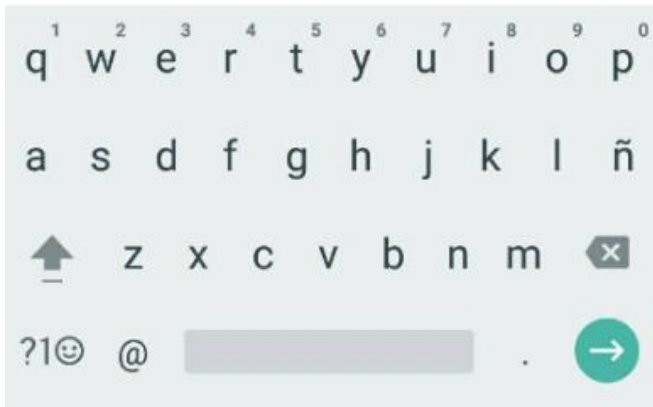 1 2 3 4 5 6 7 8 9 0
q w e r t y u i o p
a s d f g h j k l ñ
z x c v b n m
?1☺ @ .